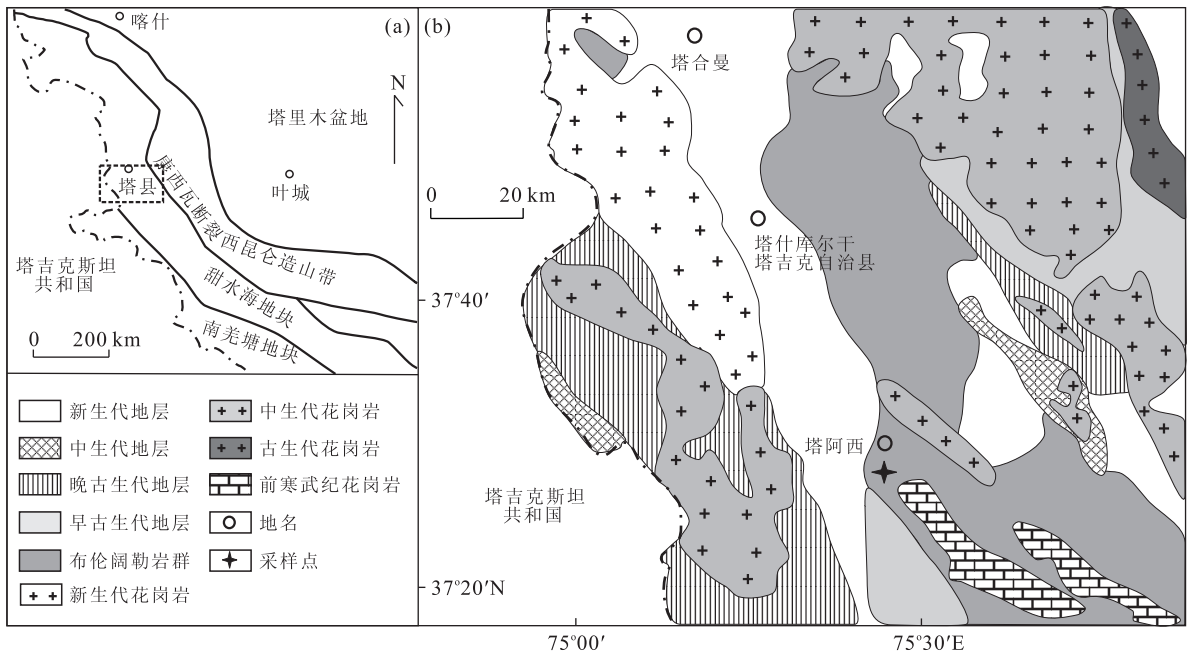 喀什
(a)
N
塔里木盆地
塔县
叶城
康西瓦断裂
西昆仑造山带
甜水海地块
南羌塘地块
塔吉克斯坦
共和国
0 200 km
新生代地层
中生代地层
晚古生代地层
早古生代地层
布伦阔勒岩群
新生代花岗岩
中生代花岗岩
古生代花岗岩
前寒武纪花岗岩
地名
采样点
(b)
塔合曼
0 20 km
塔什库尔干
塔吉克自治县
塔阿西
塔吉克斯坦
共和国
37°40′
37°20′N
75°00′
75°30′E